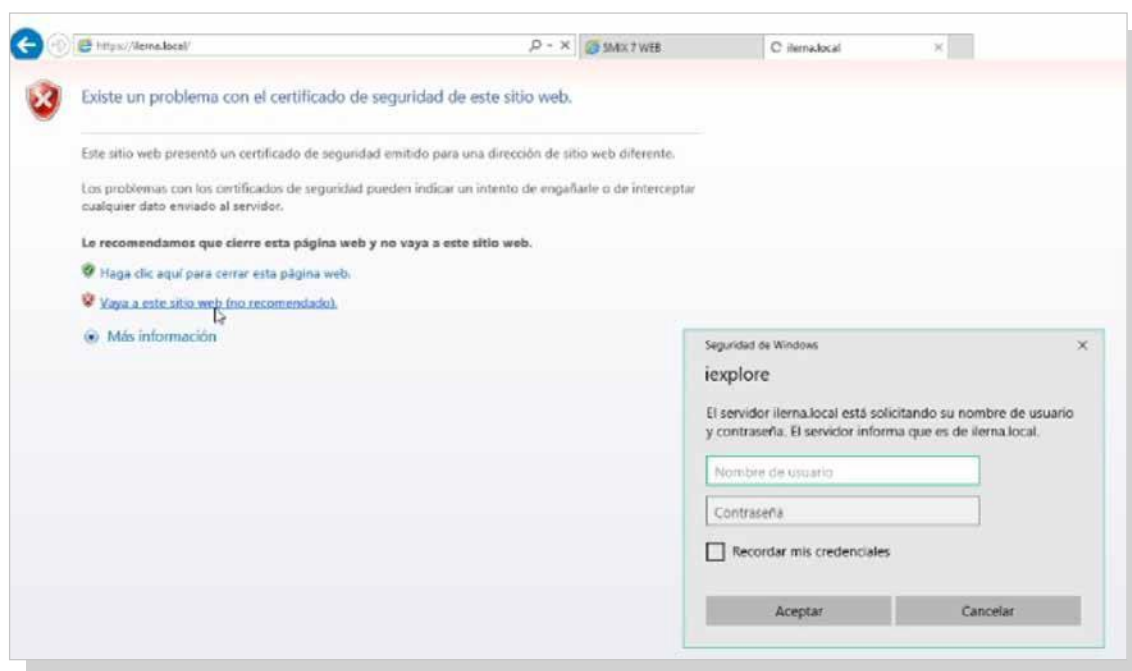 https://ilerna.local/
SMIX 7 WEB
ilerna.local
Existe un problema con el certificado de seguridad de este sitio web.
Este sitio web presentó un certificado de seguridad emitido para una dirección de sitio web diferente.
Los problemas con los certificados de seguridad pueden indicar un intento de engañarle o de interceptar
cualquier dato enviado al servidor.
Le recomendamos que cierre esta página web y no vaya a este sitio web.
Haga clic aquí para cerrar esta página web.
Vaya a este sitio web (no recomendado).
Más información
Seguridad de Windows
iexplore
El servidor ilerna.local está solicitando su nombre de usuario
y contraseña. El servidor informa que es de ilerna.local.
Nombre de usuario
Contraseña
Recordar mis credenciales
Aceptar
Cancelar